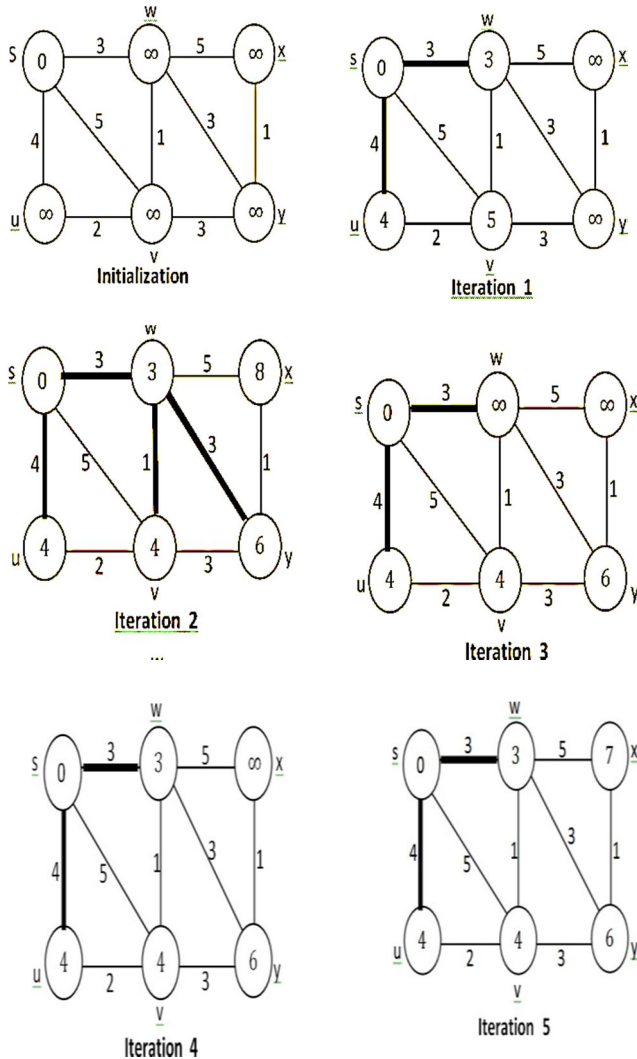 w
3 5
s 0 ∞ ∞ x
4 5 1 3 1
u ∞ ∞ ∞ y
2 3
v
Initialization
w
3 5
s 0 3 ∞ x
4 5 1 3 1
u 4 5 ∞ y
2 3
v
Iteration 1
w
3 5
s 0 3 8 x
4 5 1 3 1
u 4 4 6 y
2 3
v
Iteration 2
w
3 5
s 0 ∞ ∞ x
4 5 1 3 1
u 4 4 6 y
2 3
v
Iteration 3
w
3 5
s 0 3 ∞ x
4 5 1 3 1
u 4 4 6 y
2 3
v
Iteration 4
w
3 5
s 0 3 7 x
4 5 1 3 1
u 4 4 6 y
2 3
v
Iteration 5